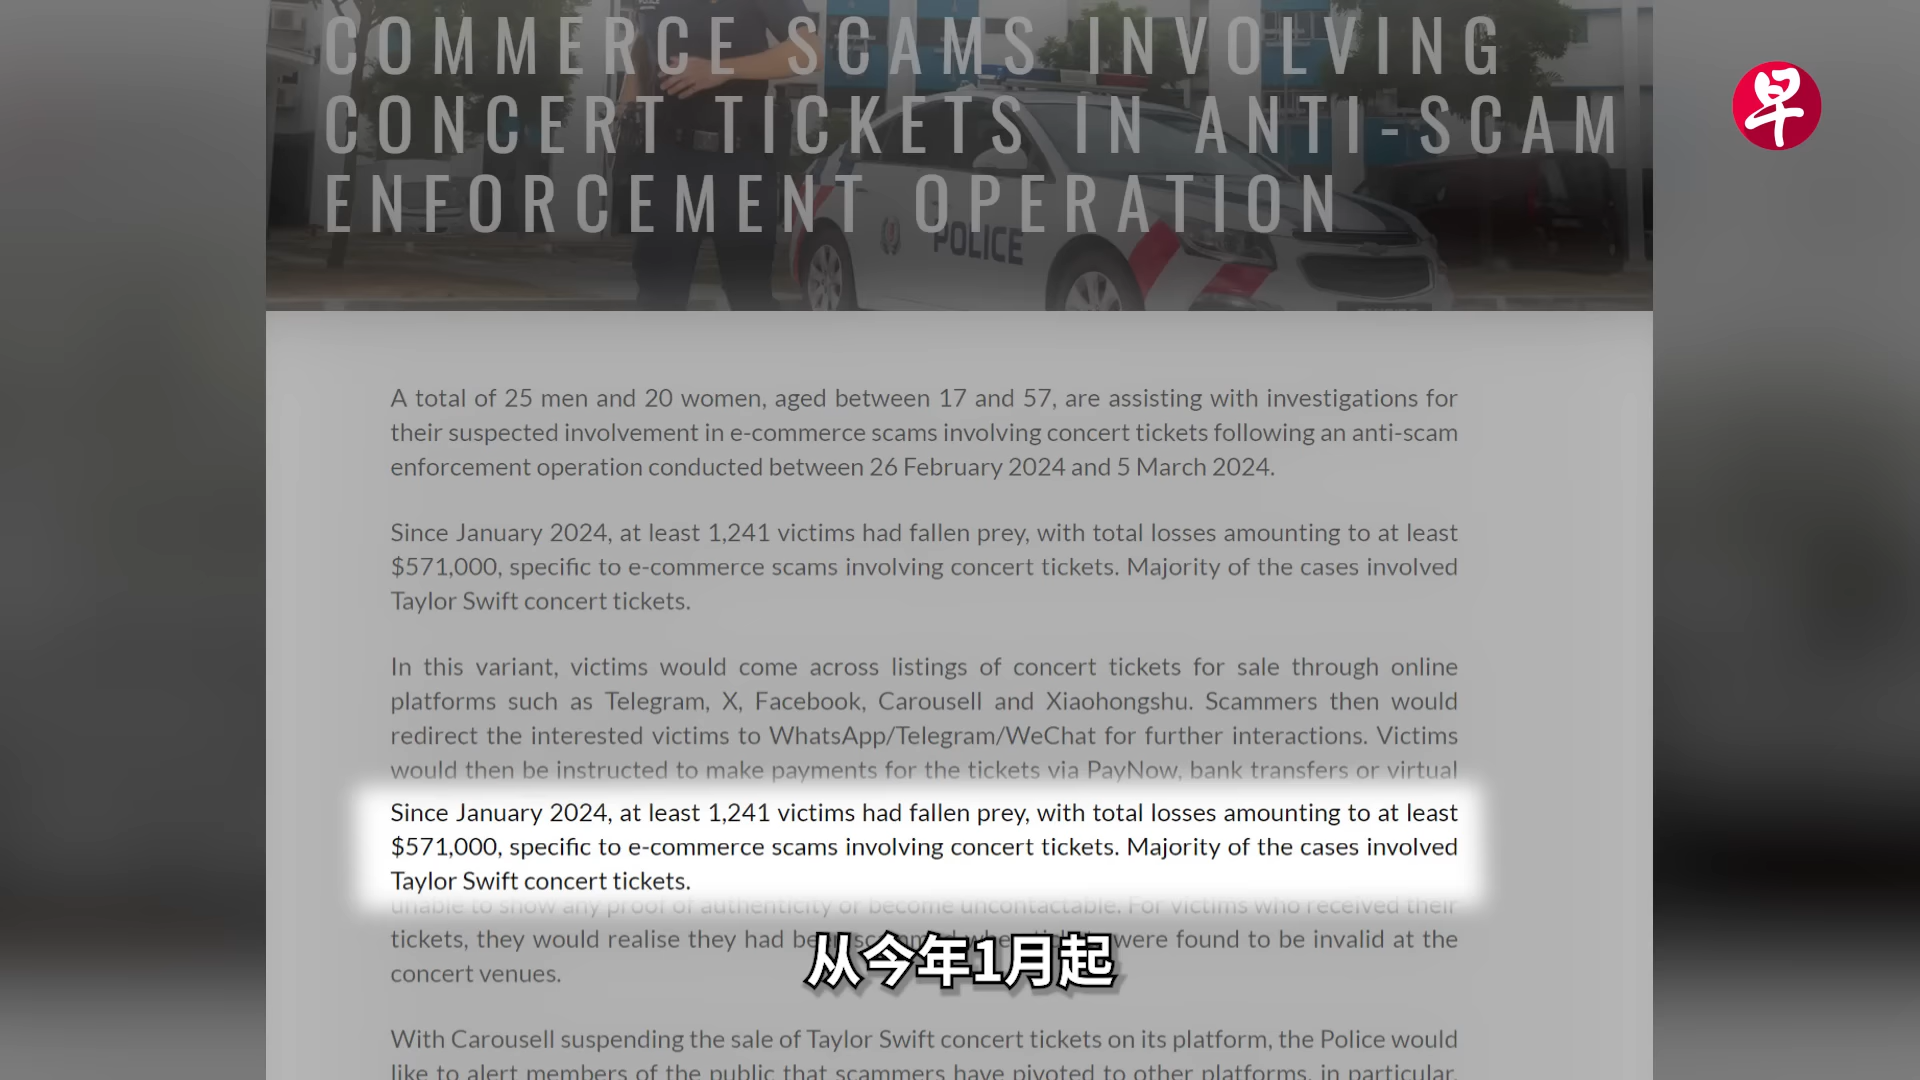 COMMERCE SCAMS INVOLVING
CONCERT TICKETS IN ANTI-SCAM
ENFORCEMENT OPERATION
早
POLICE
A total of 25 men and 20 women, aged between 17 and 57, are assisting with investigations for
their suspected involvement in e-commerce scams involving concert tickets following an anti-scam
enforcement operation conducted between 26 February 2024 and 5 March 2024.
Since January 2024, at least 1,241 victims had fallen prey, with total losses amounting to at least
$571,000, specific to e-commerce scams involving concert tickets. Majority of the cases involved
Taylor Swift concert tickets.
In this variant, victims would come across listings of concert tickets for sale through online
platforms such as Telegram, X, Facebook, Carousell and Xiaohongshu. Scammers then would
redirect the interested victims to WhatsApp/Telegram/WeChat for further interactions. Victims
would then be instructed to make payments for the tickets via PayNow, bank transfers or virtual
Since January 2024, at least 1,241 victims had fallen prey, with total losses amounting to at least
$571,000, specific to e-commerce scams involving concert tickets. Majority of the cases involved
Taylor Swift concert tickets.
unable to show any proof of authenticity or become uncontactable. For victims who received their
tickets, they would realise they had been scammed when tickets were found to be invalid at the
concert venues.
从今年1月起
With Carousell suspending the sale of Taylor Swift concert tickets on its platform, the Police would
like to alert members of the public that scammers have pivoted to other platforms, in particular,